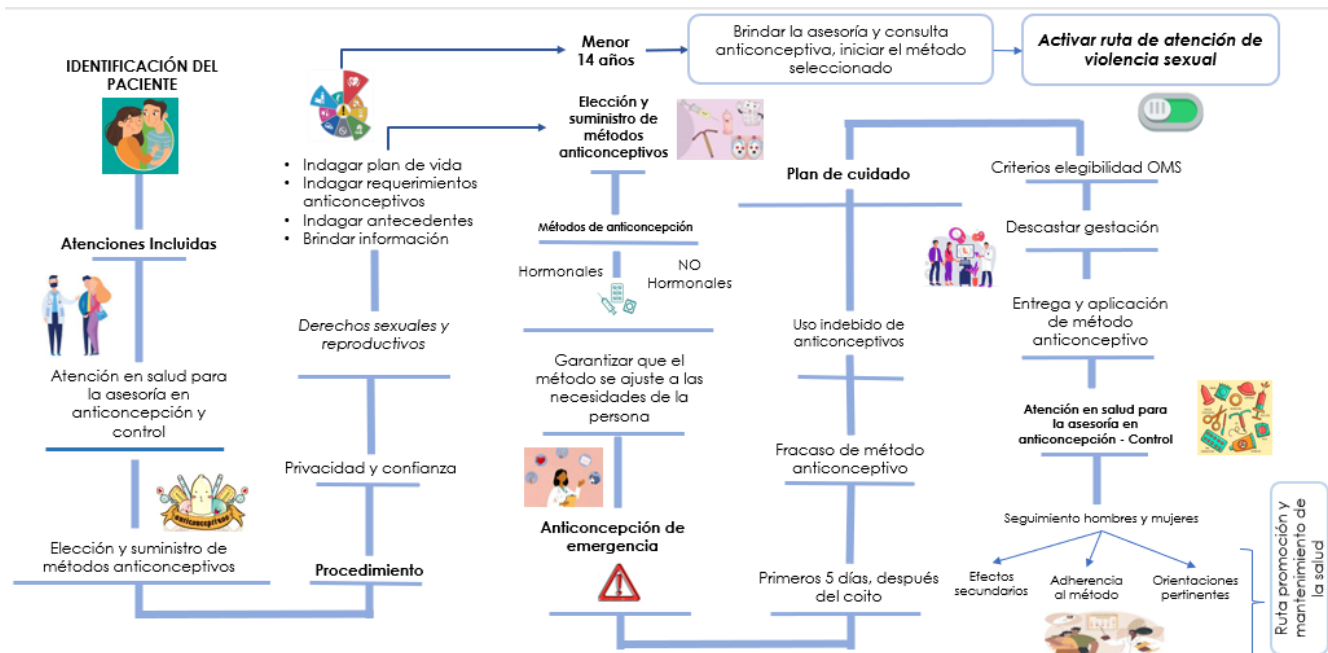 IDENTIFICACIÓN DEL
PACIENTE
Atenciones Incluidas
Atención en salud para
la asesoría en
anticoncepción y
control
anticonceptivos
Elección y suministro de
métodos anticonceptivos
Procedimiento
Privacidad y confianza
Derechos sexuales y
reproductivos
• Indagar plan de vida
• Indagar requerimientos
anticonceptivos
• Indagar antecedentes
• Brindar información
Menor
14 años
Brindar la asesoría y consulta
anticonceptiva, iniciar el método
seleccionado
Activar ruta de atención de
violencia sexual
Elección y
suministro de
métodos
anticonceptivos
Métodos de anticoncepción
Hormonales
NO
Hormonales
Garantizar que el
método se ajuste a las
necesidades de la
persona
Anticoncepción de
emergencia
Primeros 5 días, después
del coito
Fracaso de método
anticonceptivo
Uso indebido de
anticonceptivos
Plan de cuidado
Criterios elegibilidad OMS
Descastar gestación
Entrega y aplicación
de método
anticonceptivo
Atención en salud para
la asesoría en
anticoncepción - Control
Seguimiento hombres y mujeres
Efectos
secundarios
Adherencia
al método
Orientaciones
pertinentes
Ruta promoción y
mantenimiento de
la salud